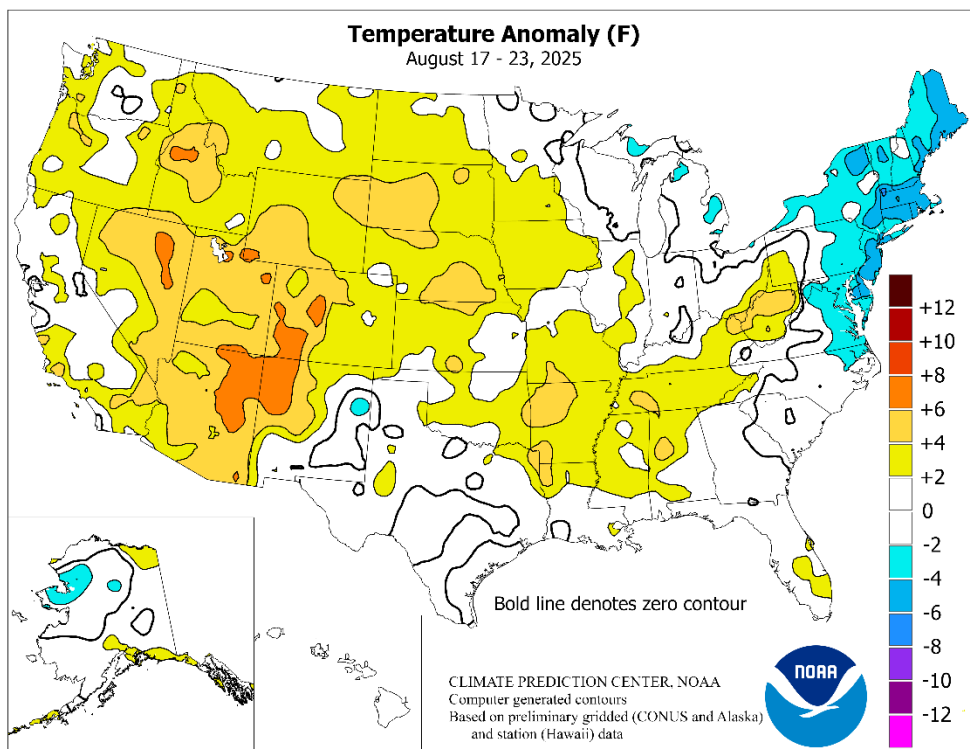 Temperature Anomaly (F)
August 17 - 23, 2025
+12
+10
+8
+6
+4
+2
0
-2
-4
-6
-8
-10
-12
Bold line denotes zero contour
CLIMATE PREDICTION CENTER, NOAA
Computer generated contours
Based on preliminary gridded (CONUS and Alaska)
and station (Hawaii) data
NOAA